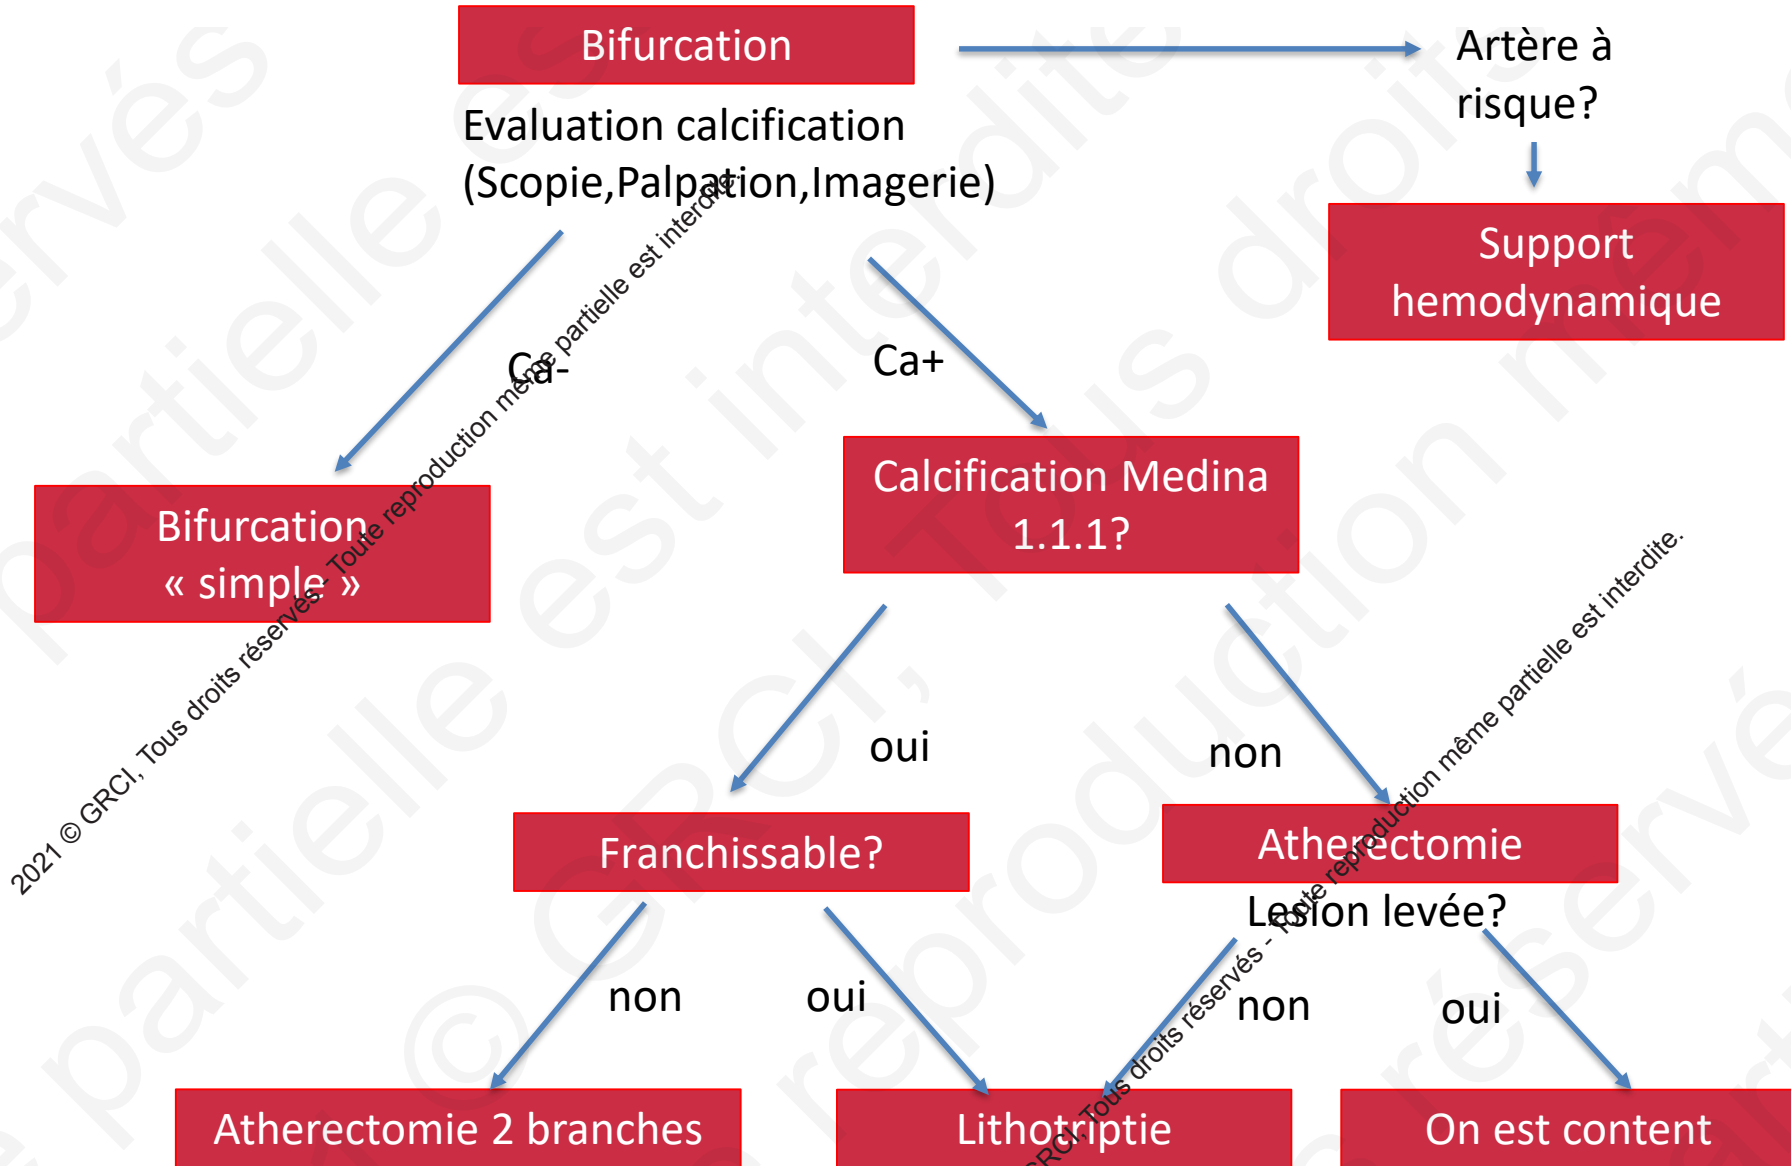 Bifurcation
Artère à
risque?
Evaluation calcification
(Scopie,Palpation,Imagerie)
Support
hemodynamique
Ca-
Ca+
Calcification Medina
1.1.1?
Bifurcation
« simple »
oui
non
Franchissable?
Atherectomie
Lesion levée?
non
oui
non
oui
Atherectomie 2 branches
Lithotriptie
On est content
2021 © GRCI, Tous droits réservés - Toute reproduction même partielle est interdite.
GRCI, Tous droits réservés - Toute reproduction même partielle est interdite.